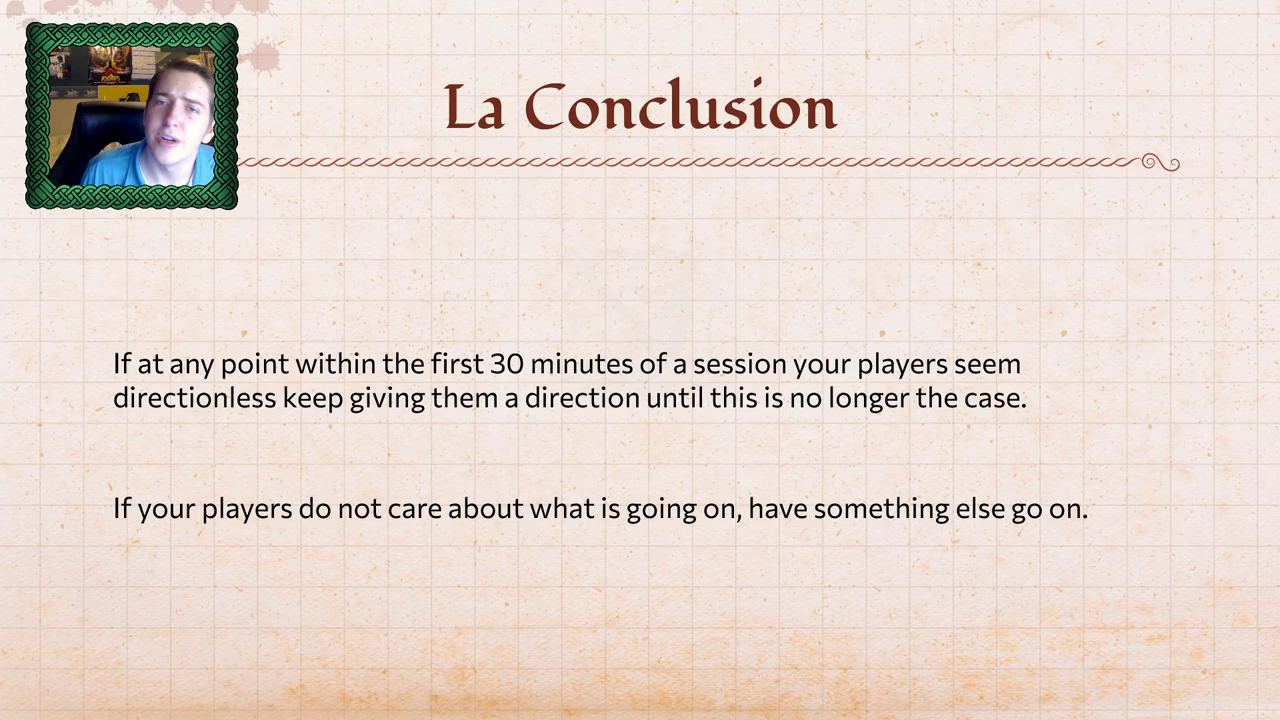 La Conclusion
If at any point within the first 30 minutes of a session your players seem
directionless keep giving them a direction until this is no longer the case.
If your players do not care about what is going on, have something else go on.